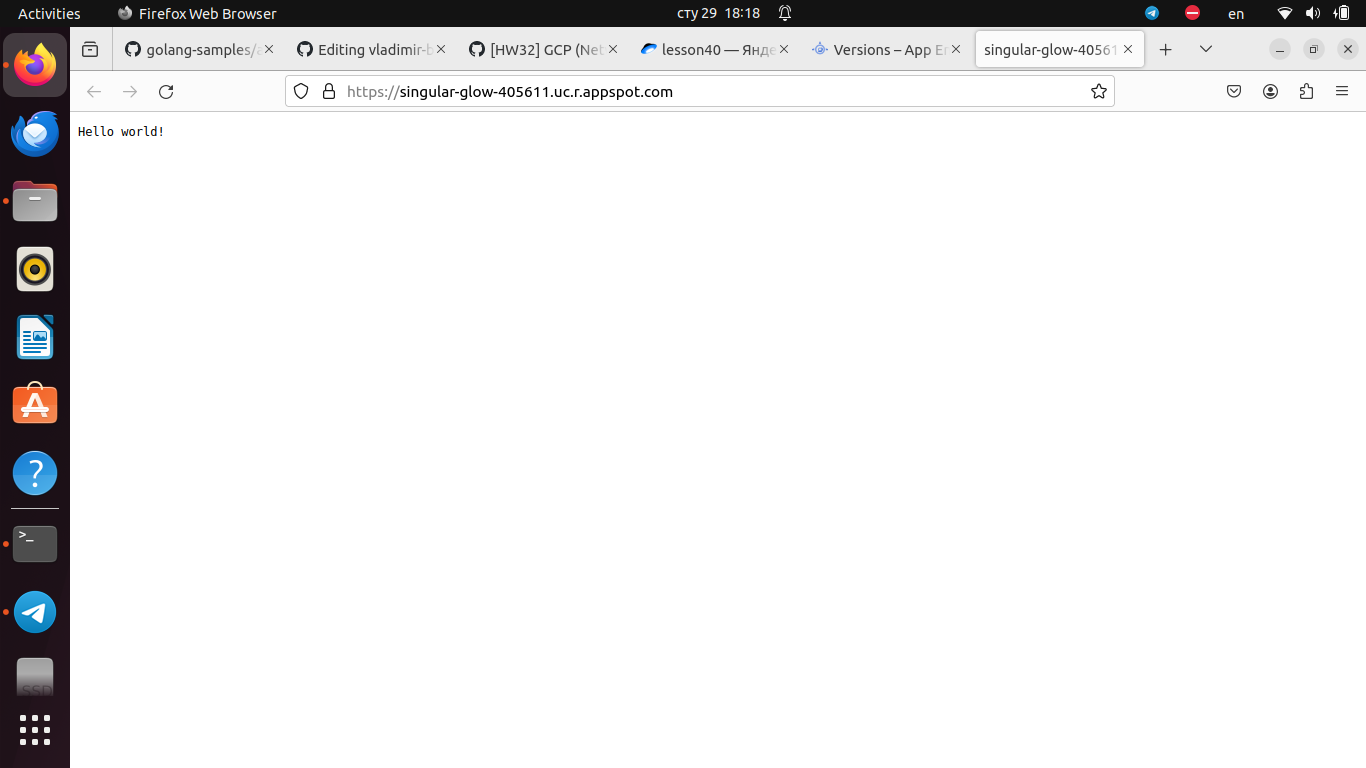 Activities Firefox Web Browser сту 29 18:18 en
golang-samples/a Editing vladimir-b [HW32] GCP (Net lesson40 — Янде Versions – App En singular-glow-40561
https://singular-glow-405611.uc.r.appspot.com
Hello world!
SSD